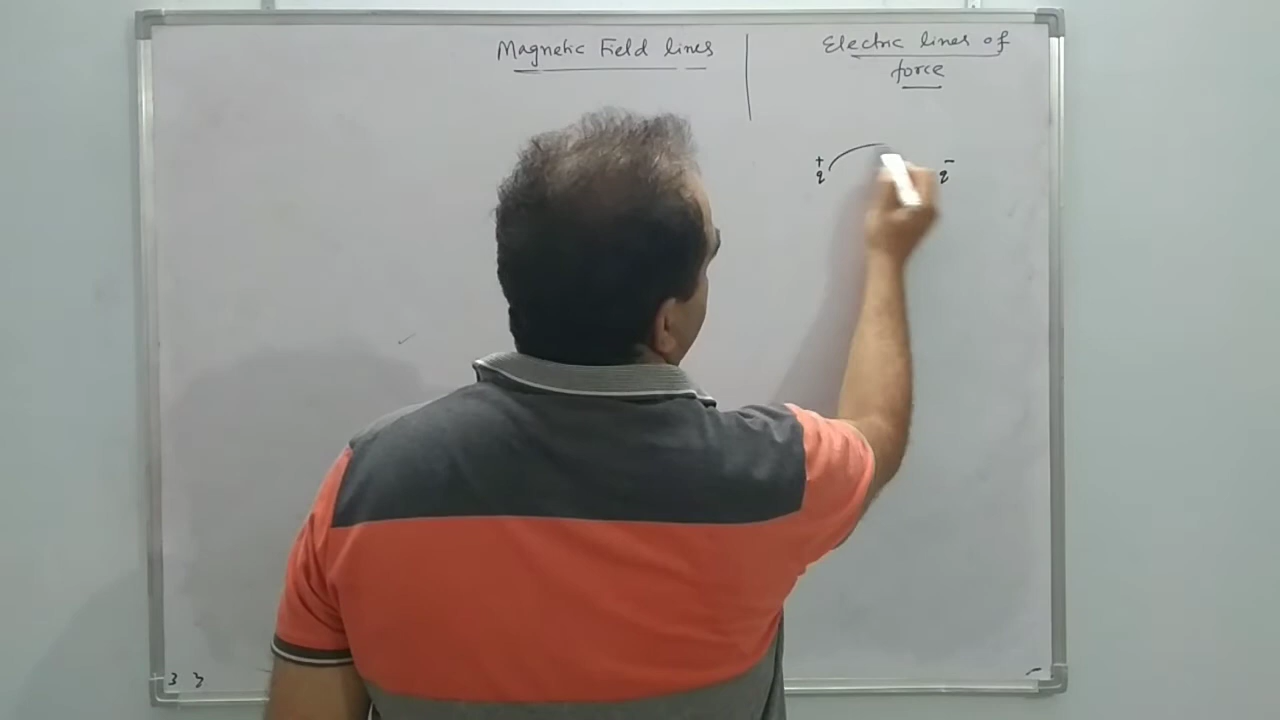 Magnetic Field lines
Electric lines of
force
+ -
q q